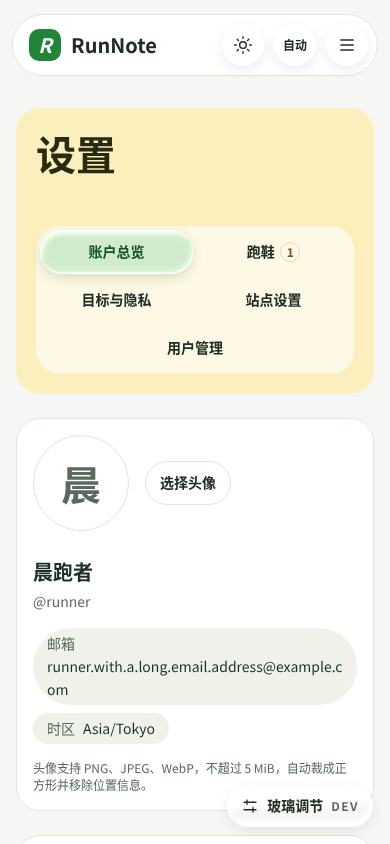 R RunNote 自动
设置
账户总览 跑鞋 1
目标与隐私 站点设置
用户管理
晨 选择头像
晨跑者
@runner
邮箱
runner.with.a.long.email.address@example.c
om
时区 Asia/Tokyo
头像支持 PNG、JPEG、WebP，不超过 5 MiB，自动裁成正
方形并移除位置信息。
玻璃调节 DEV